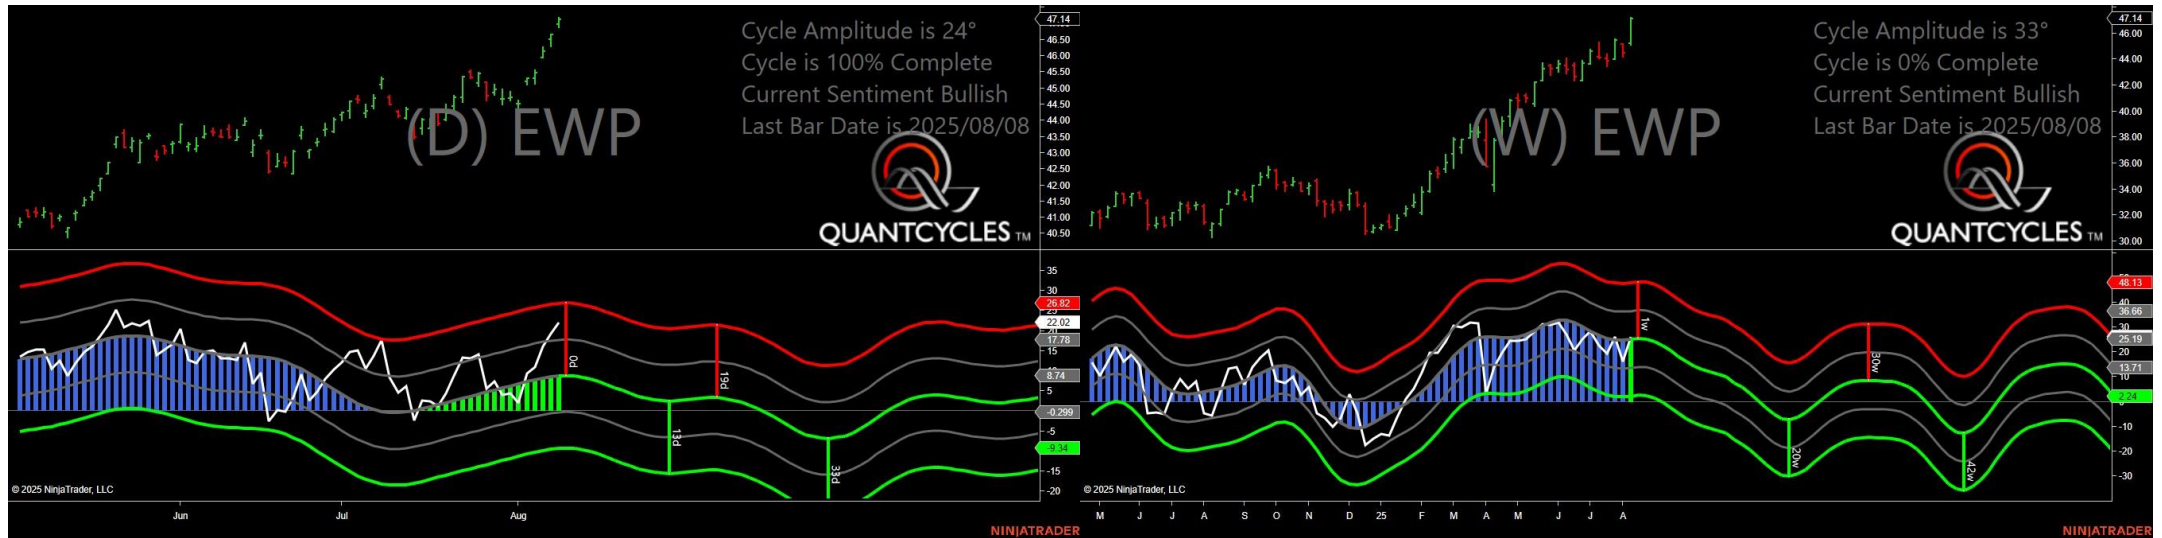 Cycle Amplitude is 24°
Cycle is 100% Complete
Current Sentiment Bullish
Last Bar Date is 2025/08/08
(D) EWP
QUANTCYCLES TM
47.14
46.50
46.00
45.50
45.00
44.50
44.00
43.50
43.00
42.50
42.00
41.50
41.00
40.50
35
30
26.82
22.02
17.78
15
8.74
5
-0.299
-5
-9.34
-15
-20
0d
13d
19d
33d
© 2025 NinjaTrader, LLC
Jun Jul Aug
NINJATRADER
Cycle Amplitude is 33°
Cycle is 0% Complete
Current Sentiment Bullish
Last Bar Date is 2025/08/08
(W) EWP
QUANTCYCLES TM
47.14
46.00
44.00
42.00
40.00
38.00
36.00
34.00
32.00
30.00
48.13
40
36.66
30
25.19
20
13.71
10
2.24
-10
-20
-30
1w
20w
30w
42w
© 2025 NinjaTrader, LLC
M J J A S O N D 25 F M A M J J A
NINJATRADER